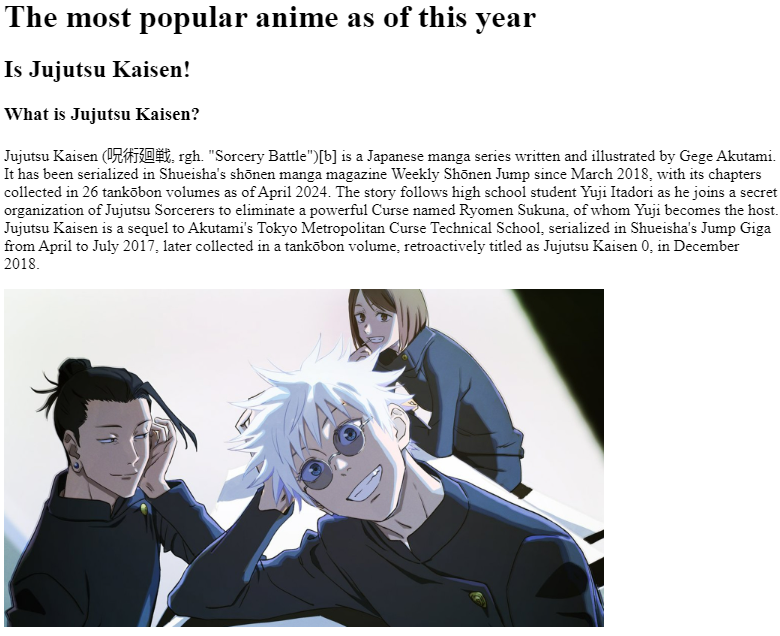 The most popular anime as of this year
Is Jujutsu Kaisen!
What is Jujutsu Kaisen?
Jujutsu Kaisen (呪術廻戦, rgh. "Sorcery Battle")[b] is a Japanese manga series written and illustrated by Gege Akutami.
It has been serialized in Shueisha's shōnen manga magazine Weekly Shōnen Jump since March 2018, with its chapters
collected in 26 tankōbon volumes as of April 2024. The story follows high school student Yuji Itadori as he joins a secret
organization of Jujutsu Sorcerers to eliminate a powerful Curse named Ryomen Sukuna, of whom Yuji becomes the host.
Jujutsu Kaisen is a sequel to Akutami's Tokyo Metropolitan Curse Technical School, serialized in Shueisha's Jump Giga
from April to July 2017, later collected in a tankōbon volume, retroactively titled as Jujutsu Kaisen 0, in December
2018.